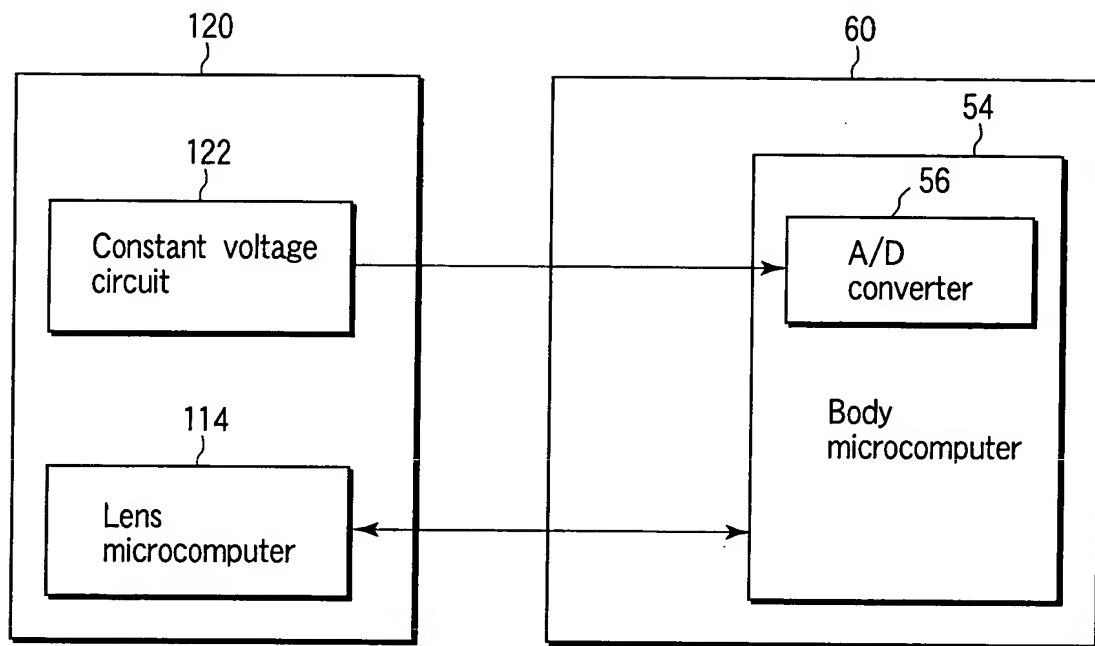 120
60
54
122
56
Constant voltage
circuit
A/D
converter
114
Body
microcomputer
Lens
microcomputer